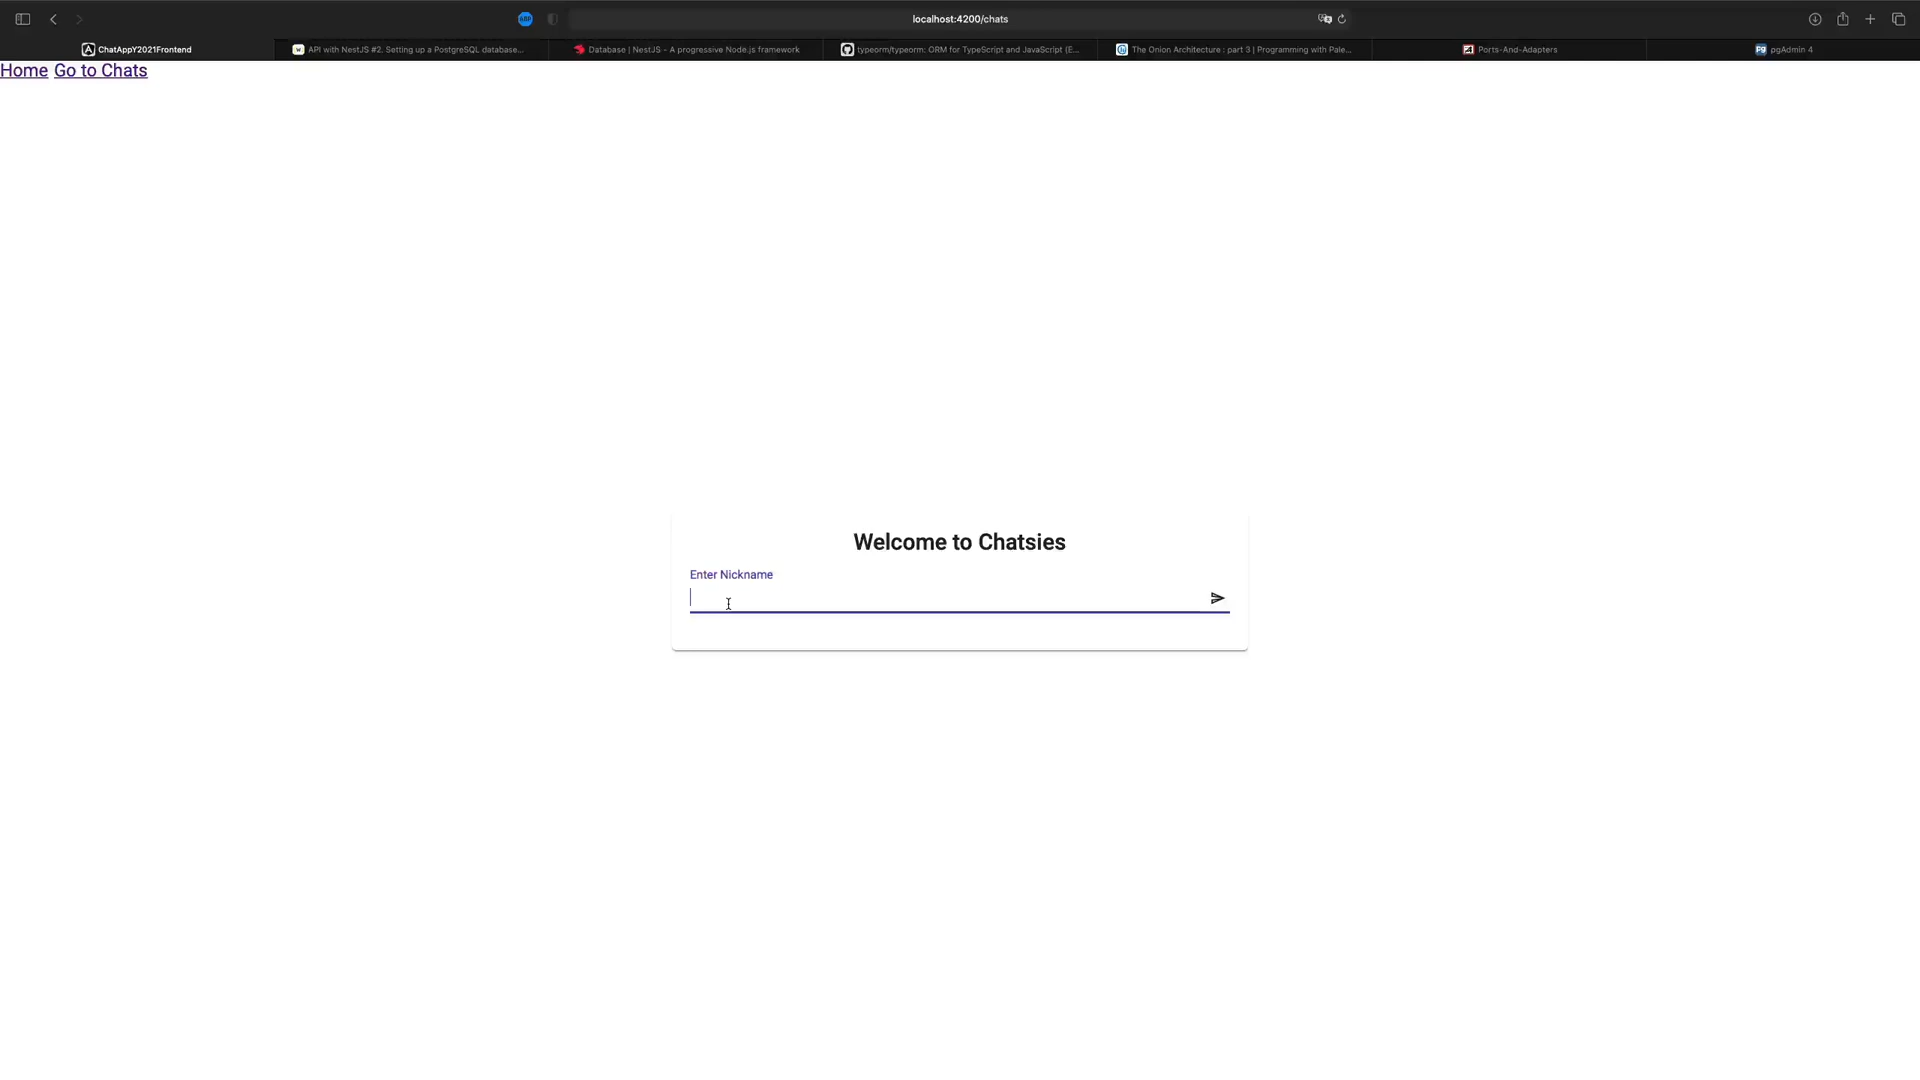 localhost:4200/chats
ChatAppY2021Frontend
API with NestJS #2. Setting up a PostgreSQL database...
Database | NestJS - A progressive Node.js framework
typeorm/typeorm: ORM for TypeScript and JavaScript (E...
The Onion Architecture : part 3 | Programming with Pale...
Ports-And-Adapters
pgAdmin 4
Home Go to Chats
Welcome to Chatsies
Enter Nickname